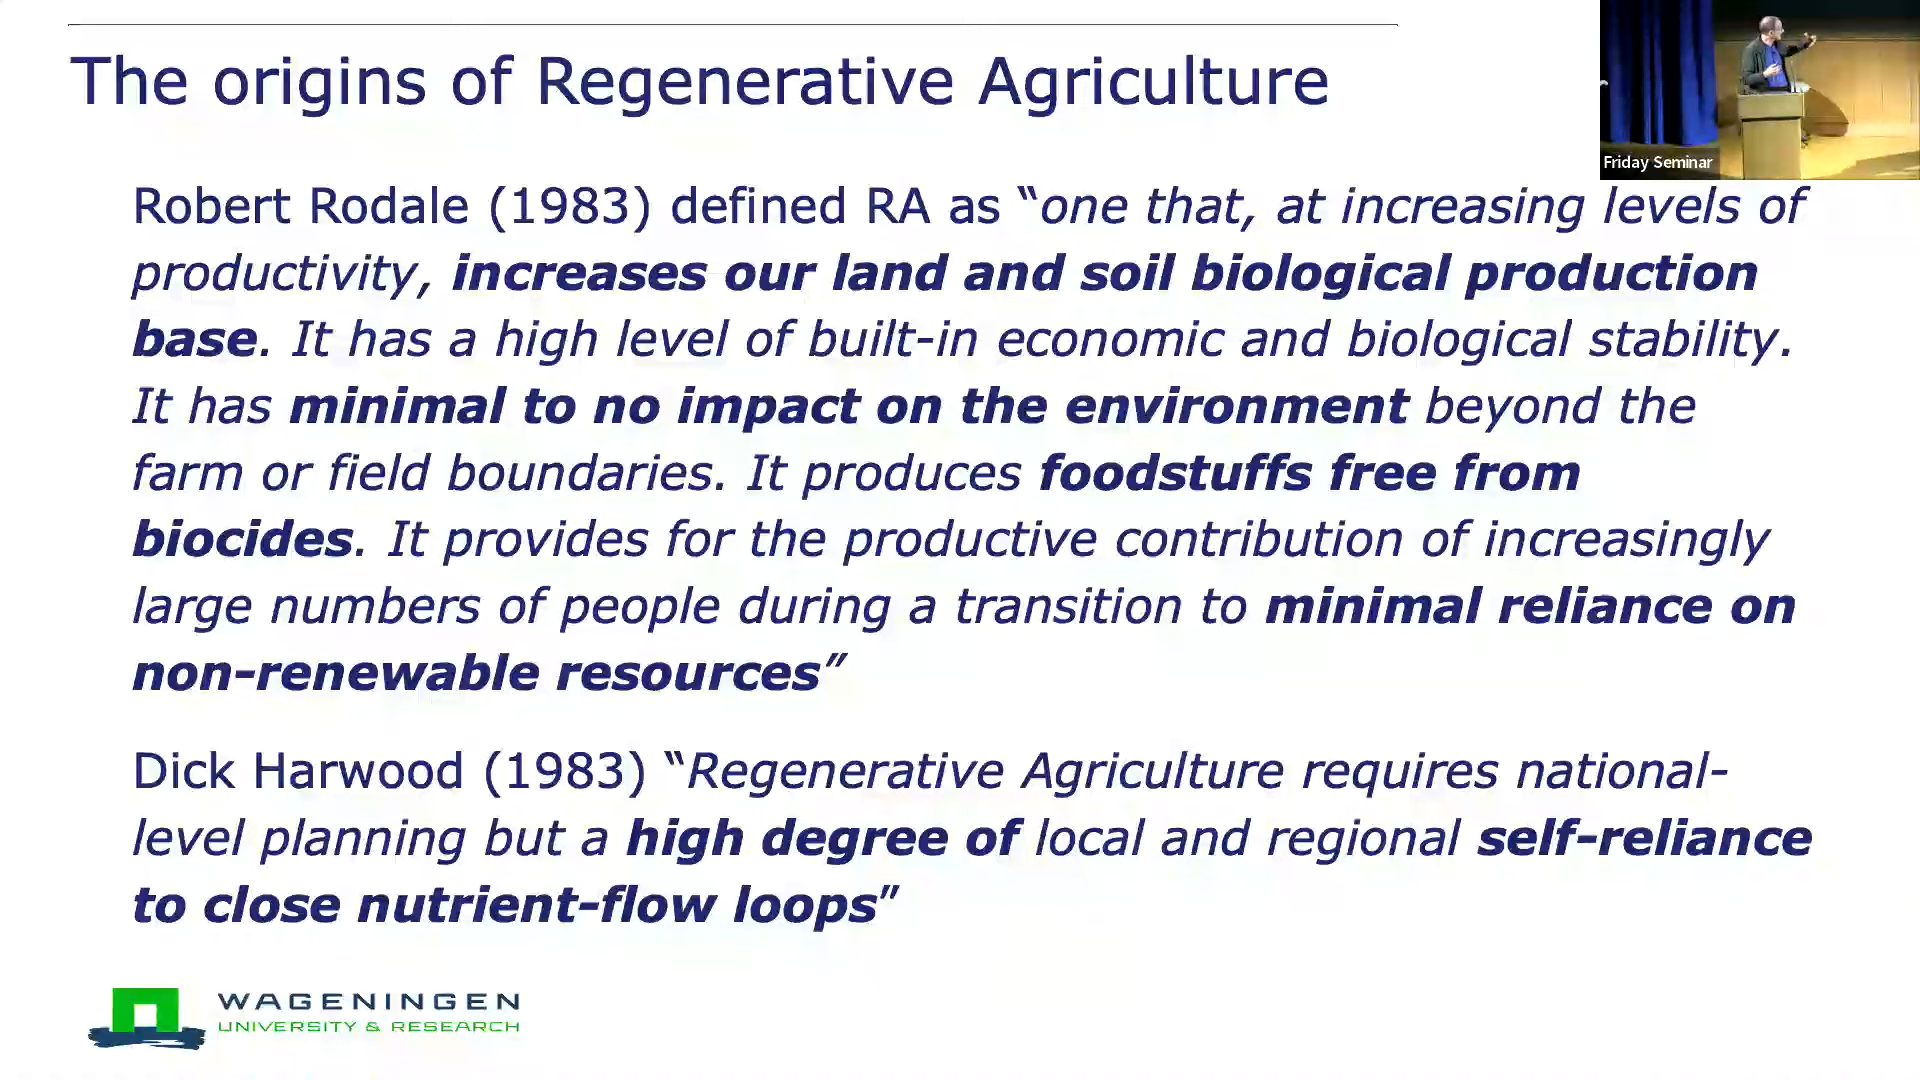 The origins of Regenerative Agriculture
Friday Seminar
Robert Rodale (1983) defined RA as “one that, at increasing levels of
productivity, increases our land and soil biological production
base. It has a high level of built-in economic and biological stability.
It has minimal to no impact on the environment beyond the
farm or field boundaries. It produces foodstuffs free from
biocides. It provides for the productive contribution of increasingly
large numbers of people during a transition to minimal reliance on
non-renewable resources”
Dick Harwood (1983) “Regenerative Agriculture requires national-
level planning but a high degree of local and regional self-reliance
to close nutrient-flow loops”
WAGENINGEN
UNIVERSITY & RESEARCH